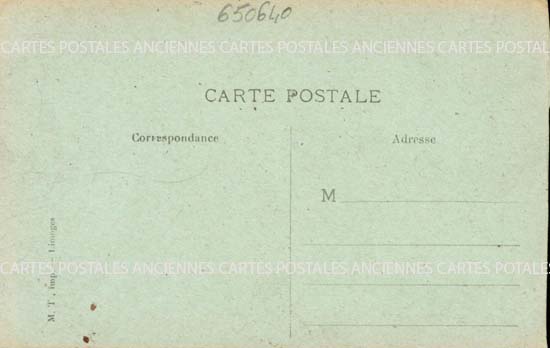 650640
CARTES POSTALES ANCIENNES CARTES POSTALES ANCIENNES CARTES POSTALES
CARTE POSTALE
Correspondance
Adresse
M
M. T., imp. — Limoges
CARTES POSTALES ANCIENNES CARTES POSTALES ANCIENNES CARTES POTALES